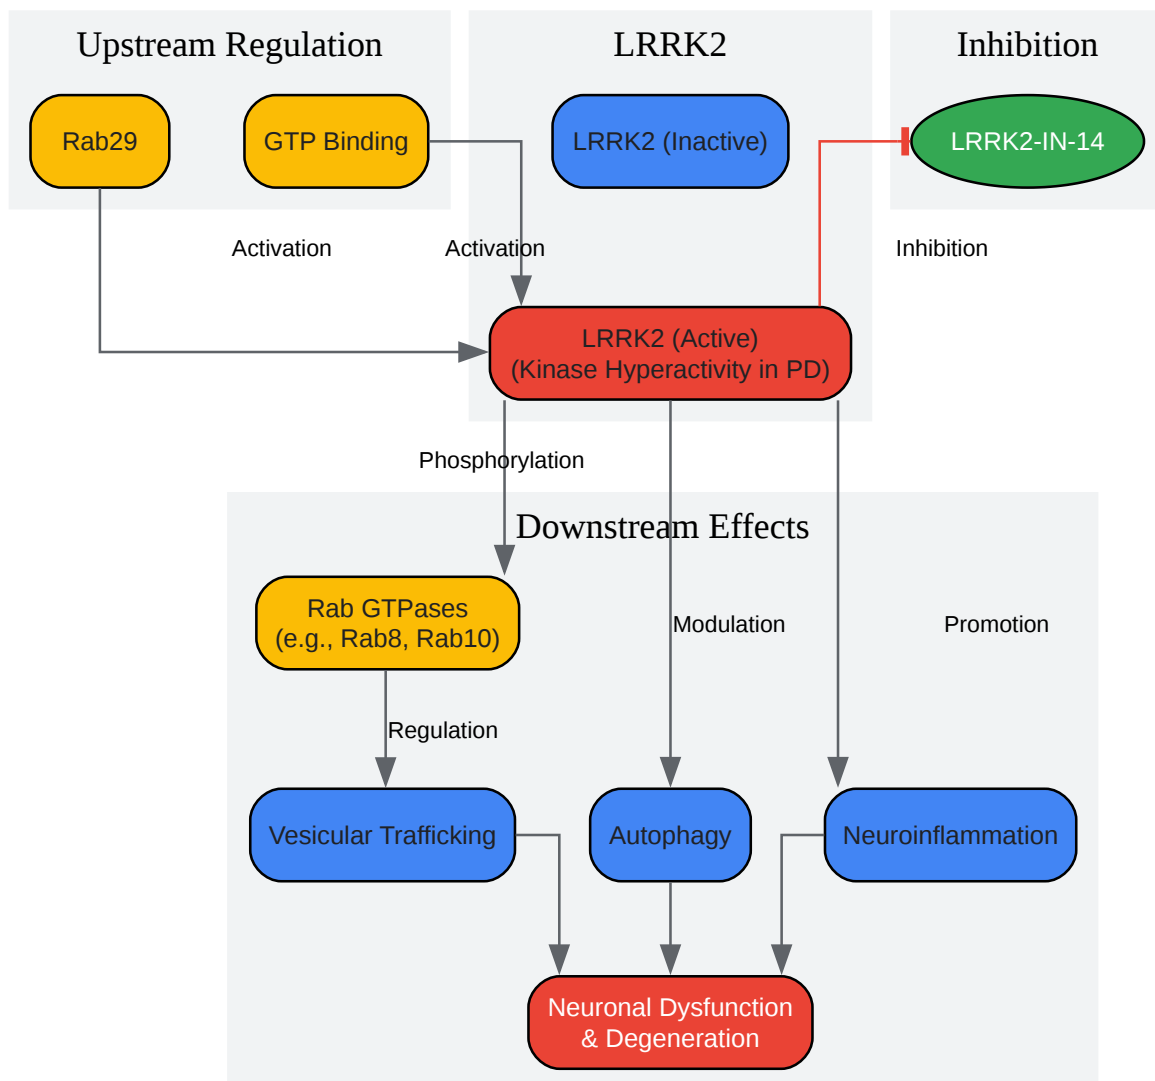 Upstream Regulation
LRRK2
Inhibition
Rab29
GTP Binding
LRRK2 (Inactive)
LRRK2-IN-14
Activation
Activation
Inhibition
LRRK2 (Active)
(Kinase Hyperactivity in PD)
Phosphorylation
Downstream Effects
Rab GTPases
(e.g., Rab8, Rab10)
Modulation
Promotion
Regulation
Vesicular Trafficking
Autophagy
Neuroinflammation
Neuronal Dysfunction
& Degeneration